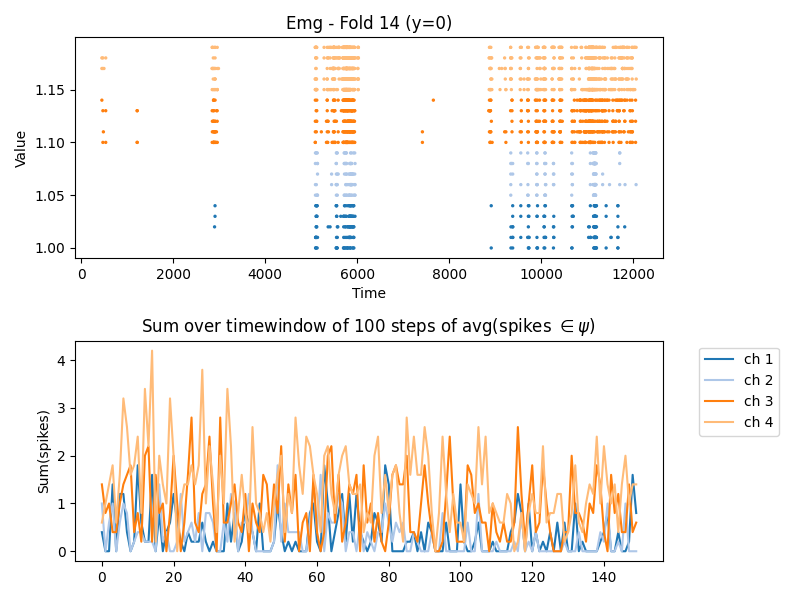 Emg - Fold 14 (y=0)
Value
1.15
1.10
1.05
1.00
0 2000 4000 6000 8000 10000 12000
Time
Sum over timewindow of 100 steps of avg(spikes ∈ ψ)
Sum(spikes)
4
3
2
1
0
0 20 40 60 80 100 120 140
ch 1
ch 2
ch 3
ch 4